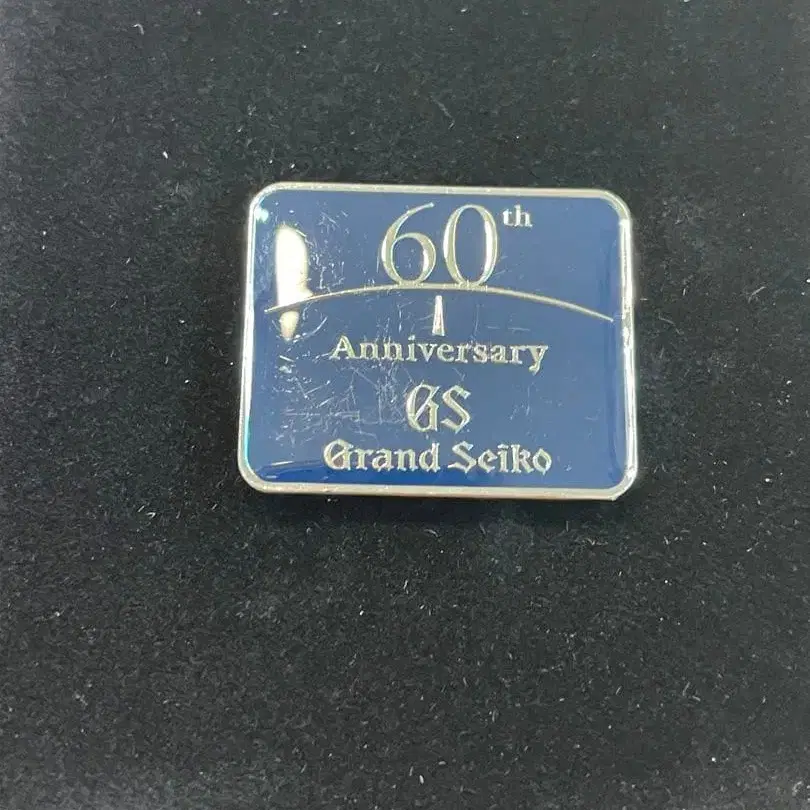 60th
Anniversary
GS
Grand Seiko